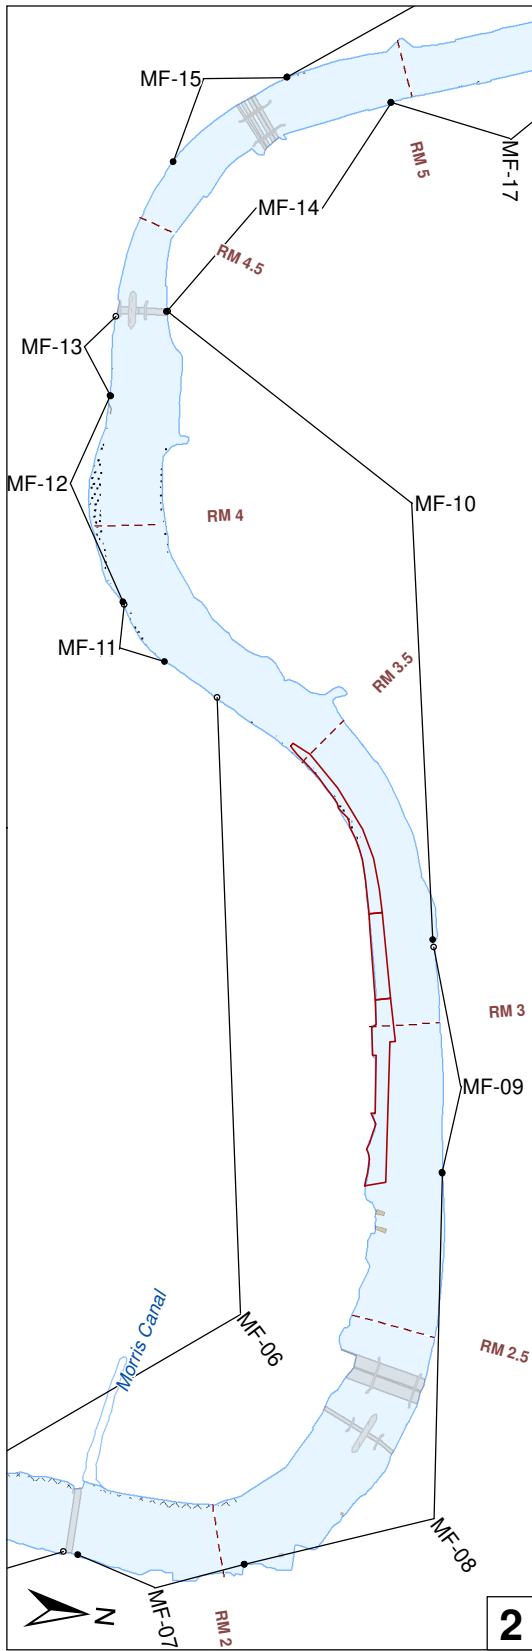 MF-15
RM 5
MF-17
MF-14
RM 4.5
MF-13
MF-12
MF-10
RM 4
MF-11
RM 3.5
RM 3
MF-09
Morris Canal
MF-06
RM 2.5
MF-08
MF-07
RM 2
N
2